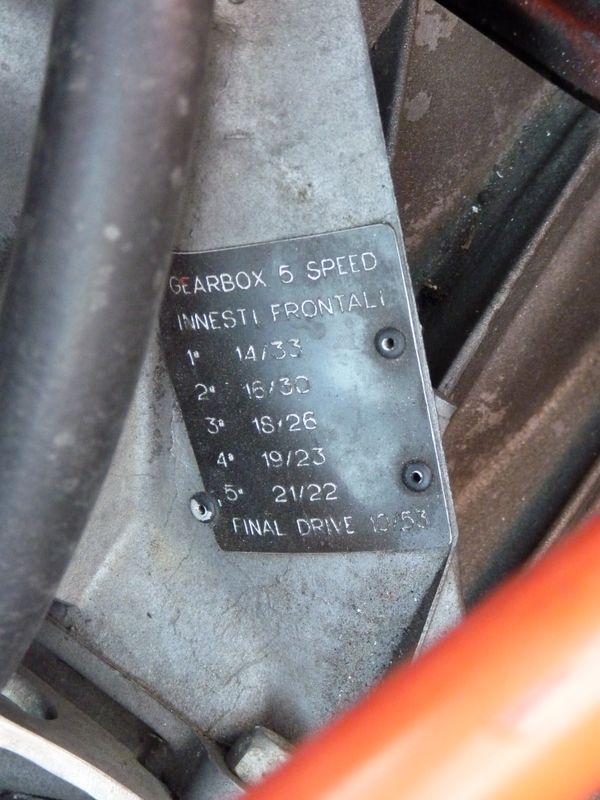 GEARBOX 5 SPEED
INNESTI FRONTALI
1ª 14/33
2ª 16/30
3ª 18/26
4ª 19/23
5ª 21/22
FINAL DRIVE 10/53